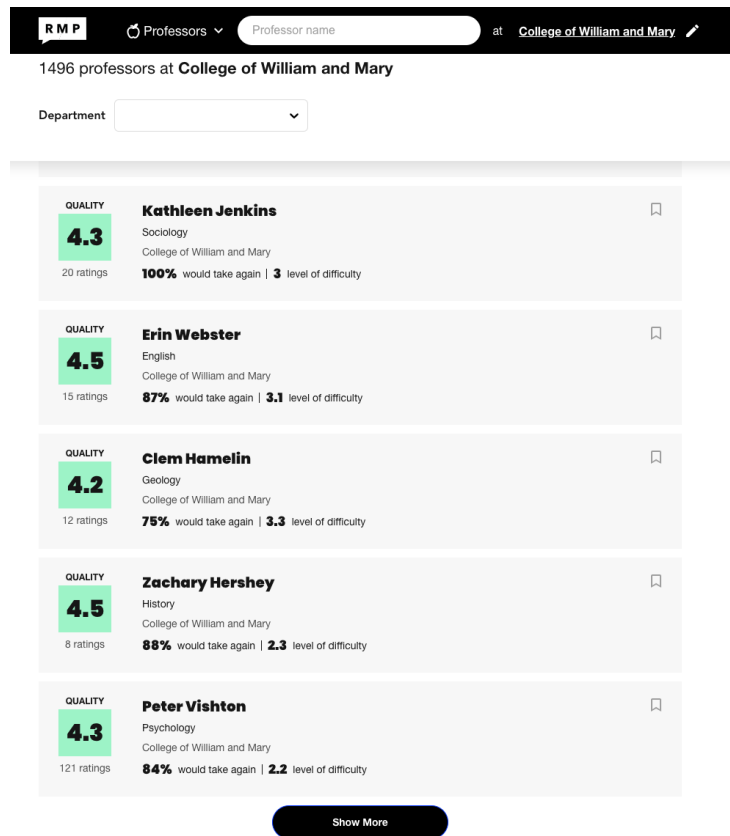 RMP Professors Professor name at College of William and Mary
1496 professors at College of William and Mary
Department
QUALITY
4.3
20 ratings
Kathleen Jenkins
Sociology
College of William and Mary
100% would take again | 3 level of difficulty
QUALITY
4.5
15 ratings
Erin Webster
English
College of William and Mary
87% would take again | 3.1 level of difficulty
QUALITY
4.2
12 ratings
Clem Hamelin
Geology
College of William and Mary
75% would take again | 3.3 level of difficulty
QUALITY
4.5
8 ratings
Zachary Hershey
History
College of William and Mary
88% would take again | 2.3 level of difficulty
QUALITY
4.3
121 ratings
Peter Vishton
Psychology
College of William and Mary
84% would take again | 2.2 level of difficulty
Show More